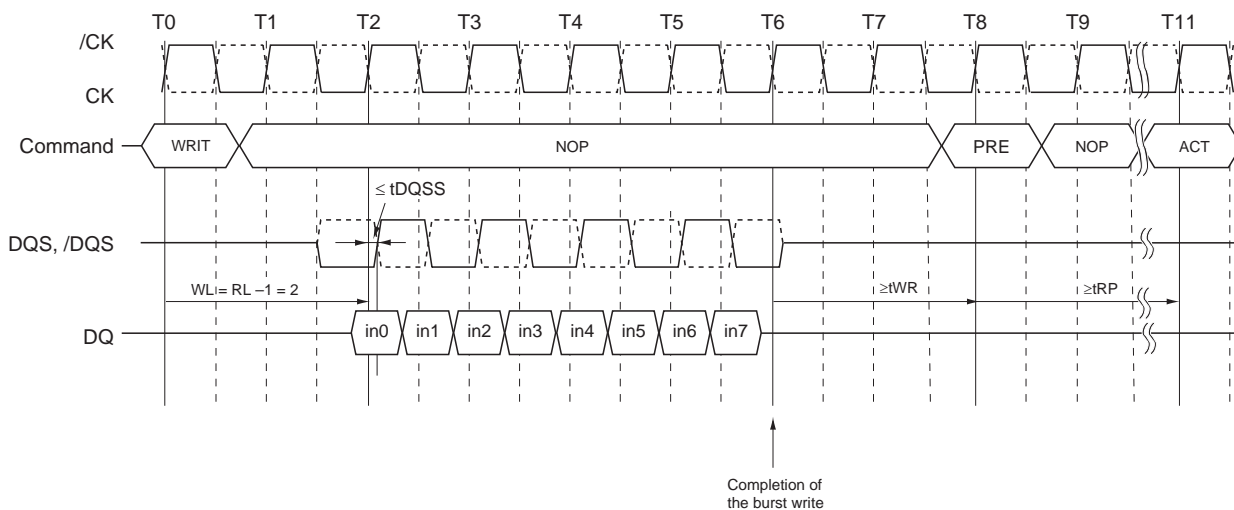 T0 T1 T2 T3 T4 T5 T6 T7 T8 T9 T11
/CK
CK
Command WRIT NOP PRE NOP ACT
≤ tDQSS
DQS, /DQS
WL = RL –1 = 2 ≥tWR ≥tRP
DQ in0 in1 in2 in3 in4 in5 in6 in7
Completion of
the burst write